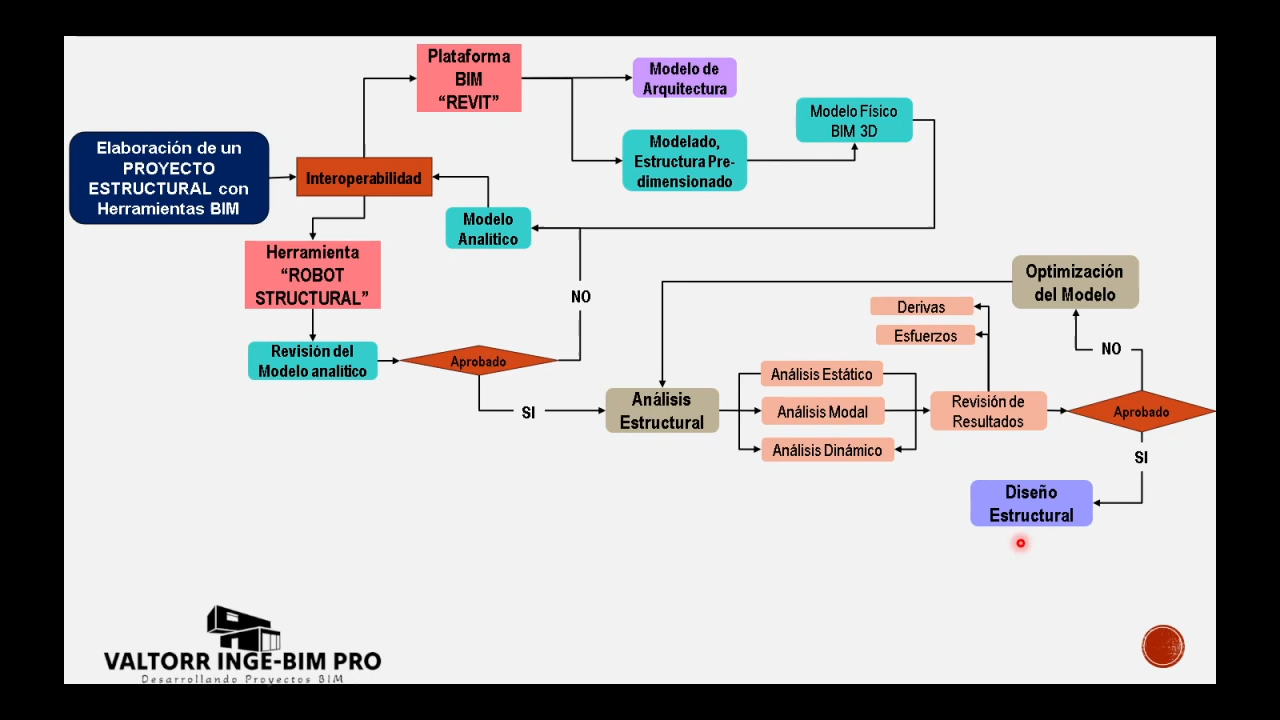 Plataforma
BIM
“REVIT”
Modelo de
Arquitectura
Modelo Físico
BIM 3D
Elaboración de un
PROYECTO
ESTRUCTURAL con
Herramientas BIM
Interoperabilidad
Modelado,
Estructura Pre-
dimensionado
Modelo
Analítico
Herramienta
“ROBOT
STRUCTURAL”
NO
Optimización
del Modelo
Derivas
Esfuerzos
Revisión del
Modelo analítico
Aprobado
NO
Análisis Estático
SI
Análisis
Estructural
Análisis Modal
Revisión de
Resultados
Aprobado
Análisis Dinámico
SI
Diseño
Estructural
VALTORR INGE-BIM PRO
Desarrollando Proyectos BIM